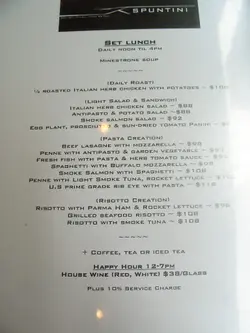 SPUNTINI
SET LUNCH
DAILY NOON TIL 4PM
MINESTRONE SOUP
(DAILY ROAST)
¼ ROASTED ITALIAN HERB CHICKEN WITH POTATOES –
(LIGHT SALAD & SANDWICH)
ITALIAN HERB CHICKEN SALAD – $88
ANTIPASTO & POTATO SALAD – $88
SMOKE SALMON SALAD – $92
EGG PLANT, PROSCIUTTO & SUN-DRIED TOMATO PANINI –
(PASTA CREATION)
BEEF LASAGNE WITH MOZZARELLA – $98
PENNE WITH ANTIPASTO & GARDEN VEGETABLE –
FRESH FISH WITH PASTA & HERB TOMATO SAUCE –
SPAGHETTI WITH BUFFALO MOZZARELLA –
SMOKE SALMON WITH SPAGHETTI – $108
PENNE WITH LIGHT SMOKE TUNA, ROCKET LETTUCE –
U.S PRIME GRADE RIB EYE WITH PASTA –
(RISOTTO CREATION)
RISOTTO WITH PARMA HAM & ROCKET LETTUCE –
GRILLED SEAFOOD RISOTTO – $108
RISOTTO WITH SMOKE TUNA – $108
+ COFFEE, TEA OR ICED TEA
HAPPY HOUR 12-7PM
HOUSE WINE (RED, WHITE) $38/GLASS
PLUS 10% SERVICE CHARGE